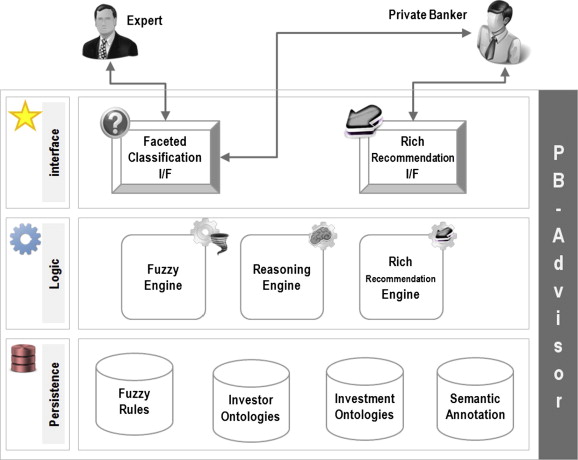 Expert
Private Banker
interface
?
Faceted
Classification
I/F
Rich
Recommendation
I/F
Logic
Fuzzy
Engine
Reasoning
Engine
Rich
Recommendation
Engine
Persistence
Fuzzy
Rules
Investor
Ontologies
Investment
Ontologies
Semantic
Annotation
PB-Advisor